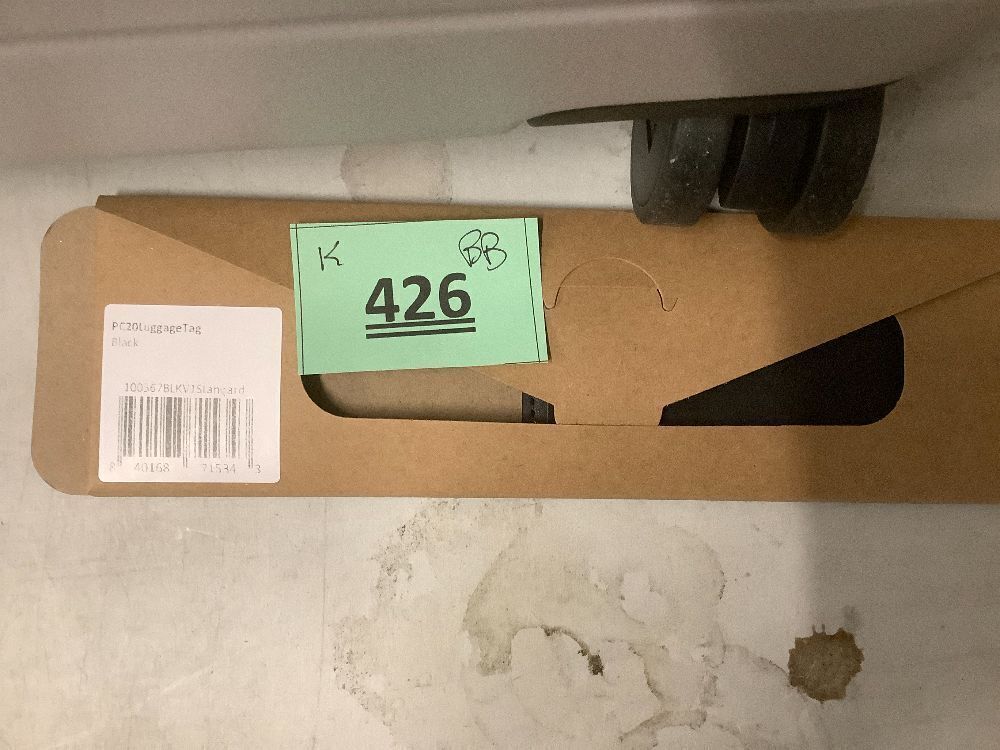 K BB
426
PC20LuggageTag
Black
100367BLKV1Standard
8 40168 71534 3